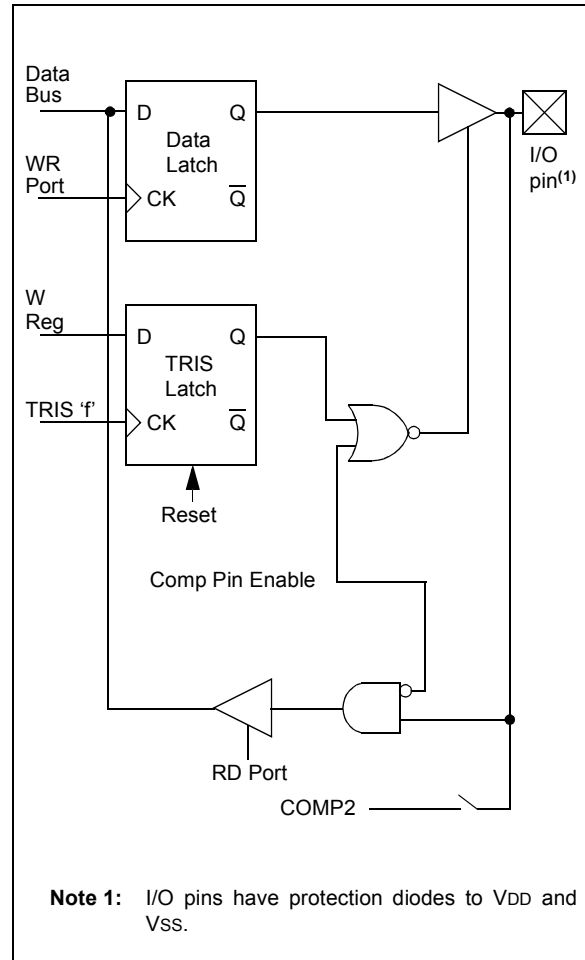 Data
Bus
D
Q
Data
Latch
WR
Port
CK
Q
I/O
pin(1)
W
Reg
D
Q
TRIS
Latch
TRIS 'f'
CK
Q
Reset
Comp Pin Enable
RD Port
COMP2
Note 1: I/O pins have protection diodes to VDD and
VSS.